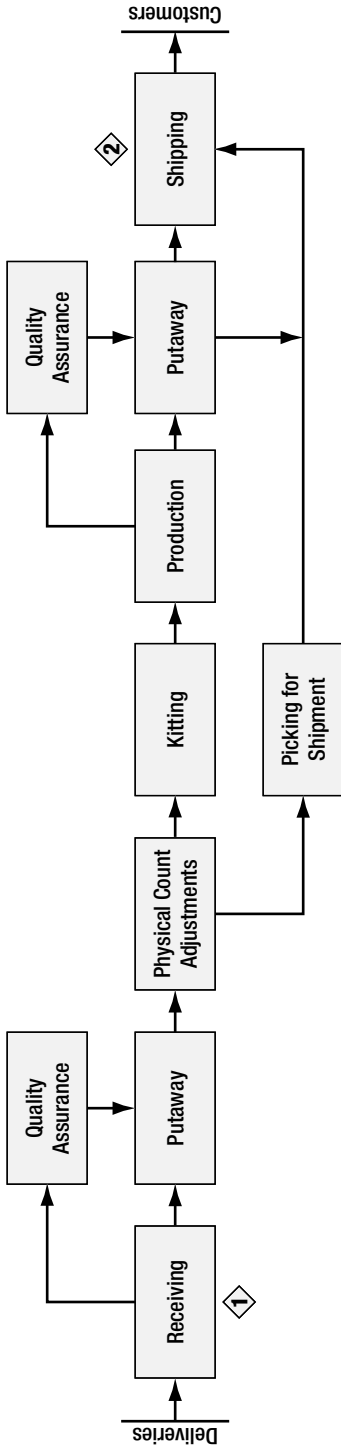 Deliveries
Receiving
1
Quality
Assurance
Putaway
Physical Count
Adjustments
Kitting
Picking for
Shipment
Production
Quality
Assurance
Putaway
Shipping
2
Customers